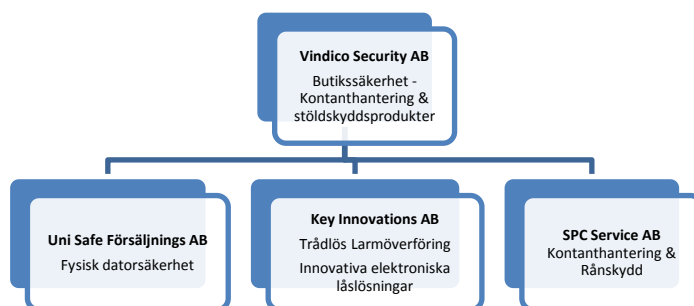 Vindico Security AB
Butikssäkerhet -
Kontanthantering &
stöldskyddsprodukter
Uni Safe Försäljnings AB
Fysisk datorsäkerhet
Key Innovations AB
Trådlös Larmöverföring
Innovativa elektroniska
låslösningar
SPC Service AB
Kontanthantering &
Rånskydd